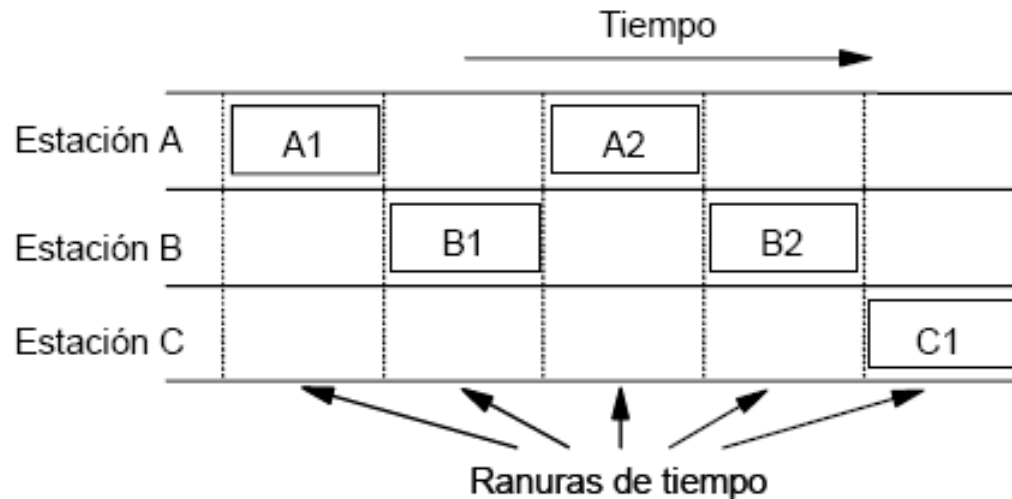 Tiempo
Estación A
A1
A2
Estación B
B1
B2
Estación C
C1
Ranuras de tiempo